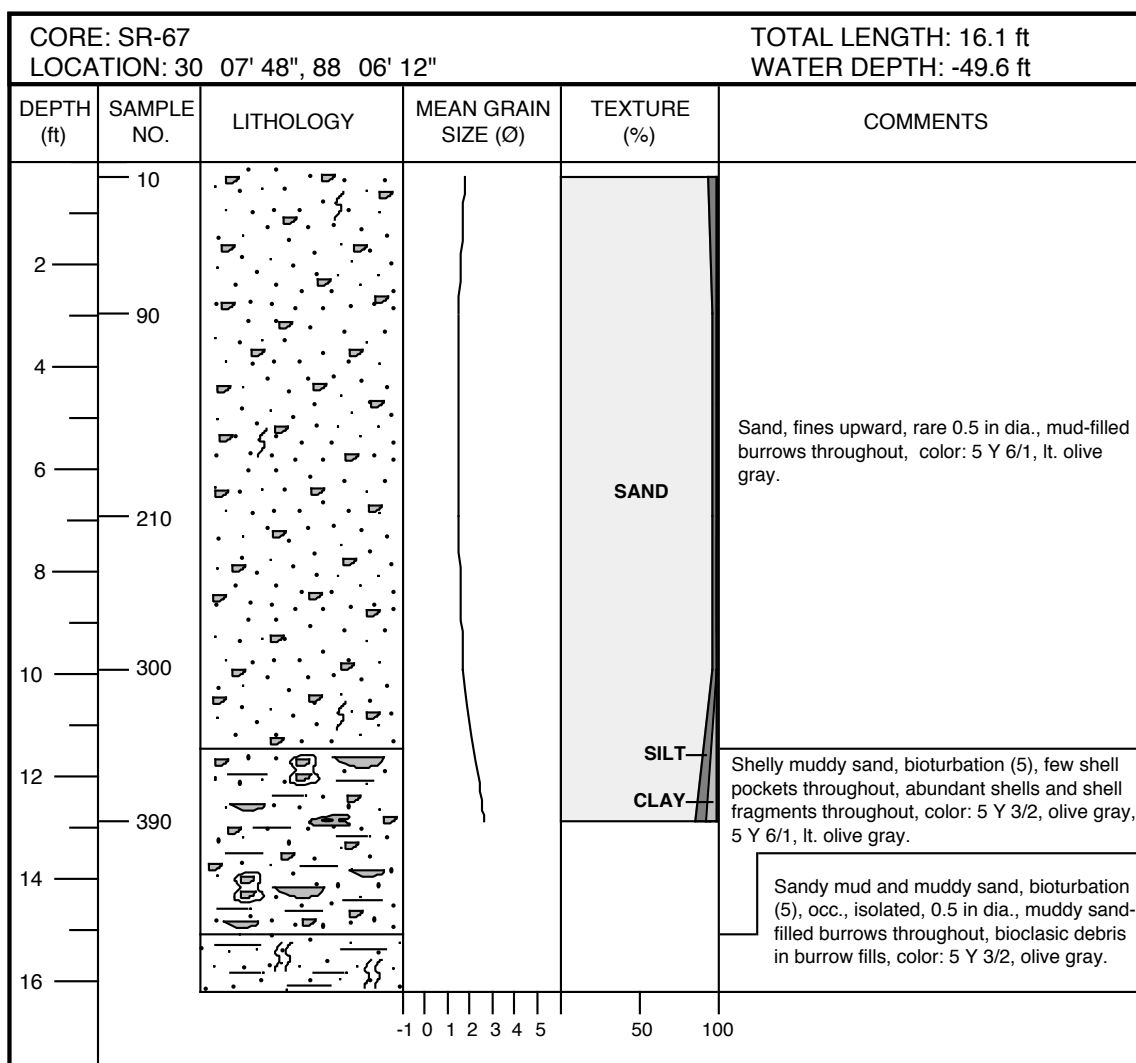 CORE: SR-67
TOTAL LENGTH: 16.1 ft
LOCATION: 30 07' 48", 88 06' 12"
WATER DEPTH: -49.6 ft
DEPTH
(ft)
SAMPLE
NO.
LITHOLOGY
MEAN GRAIN
SIZE (Ø)
TEXTURE
(%)
COMMENTS
10
2
90
4
6
210
8
300
10
12
390
14
16
SAND
SILT
CLAY
Sand, fines upward, rare 0.5 in dia., mud-filled
burrows throughout, color: 5 Y 6/1, lt. olive
gray.
Shelly muddy sand, bioturbation (5), few shell
pockets throughout, abundant shells and shell
fragments throughout, color: 5 Y 3/2, olive gray,
5 Y 6/1, lt. olive gray.
Sandy mud and muddy sand, bioturbation
(5), occ., isolated, 0.5 in dia., muddy sand-
filled burrows throughout, bioclasic debris
in burrow fills, color: 5 Y 3/2, olive gray.
-1 0 1 2 3 4 5
50 100